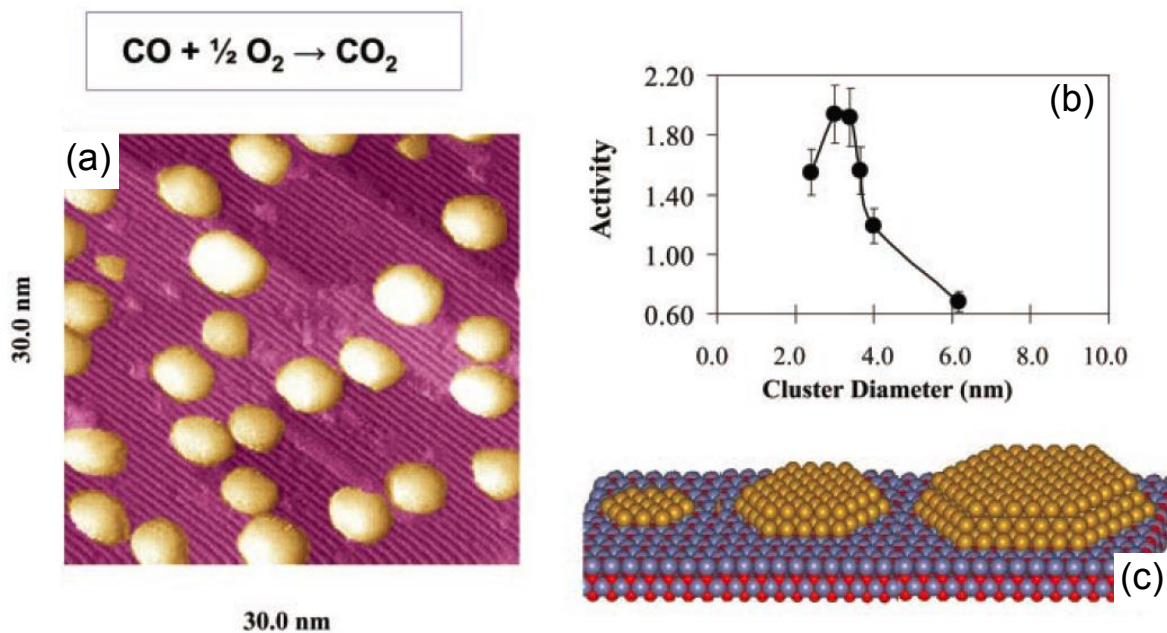 CO + ½ O₂ → CO₂
(a)
30.0 nm
30.0 nm
(b)
Activity
2.20
1.80
1.40
1.00
0.60
0.0 2.0 4.0 6.0 8.0 10.0
Cluster Diameter (nm)
(c)